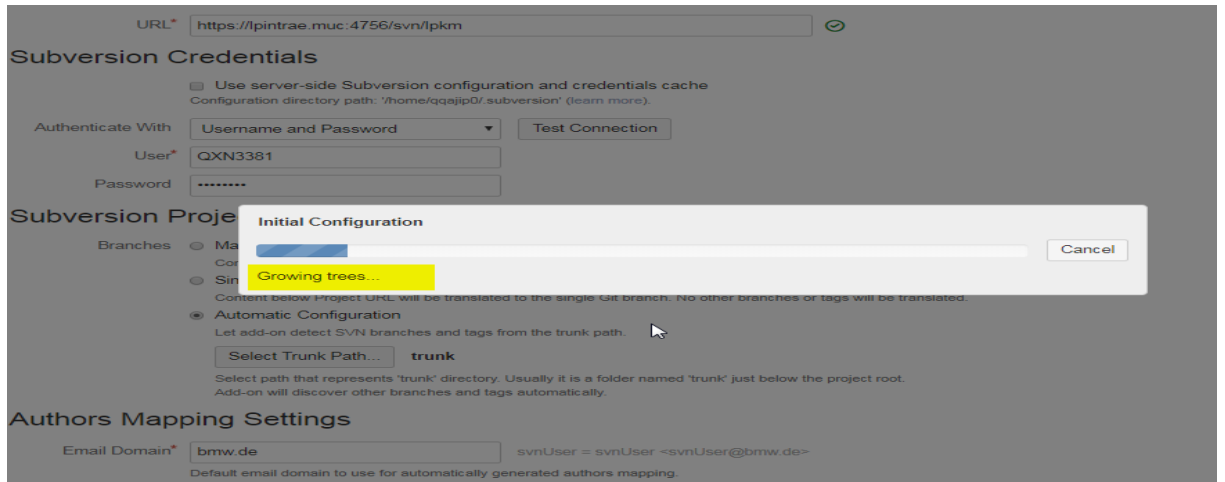 URL* https://lpintrae.muc:4756/svn/lpkm
Subversion Credentials
Use server-side Subversion configuration and credentials cache
Configuration directory path: '/home/qqajip0/.subversion' (learn more).
Authenticate With Username and Password Test Connection
User* QXN3381
Password ••••••••
Subversion Proje
Initial Configuration
Branches Ma
Cancel
Con
Sin
Growing trees...
Content below Project URL will be translated to the single Git branch. No other branches or tags will be translated.
Automatic Configuration
Let add-on detect SVN branches and tags from the trunk path.
Select Trunk Path... trunk
Select path that represents 'trunk' directory. Usually it is a folder named 'trunk' just below the project root.
Add-on will discover other branches and tags automatically.
Authors Mapping Settings
Email Domain* bmw.de svnUser = svnUser <svnUser@bmw.de>
Default email domain to use for automatically generated authors mapping.